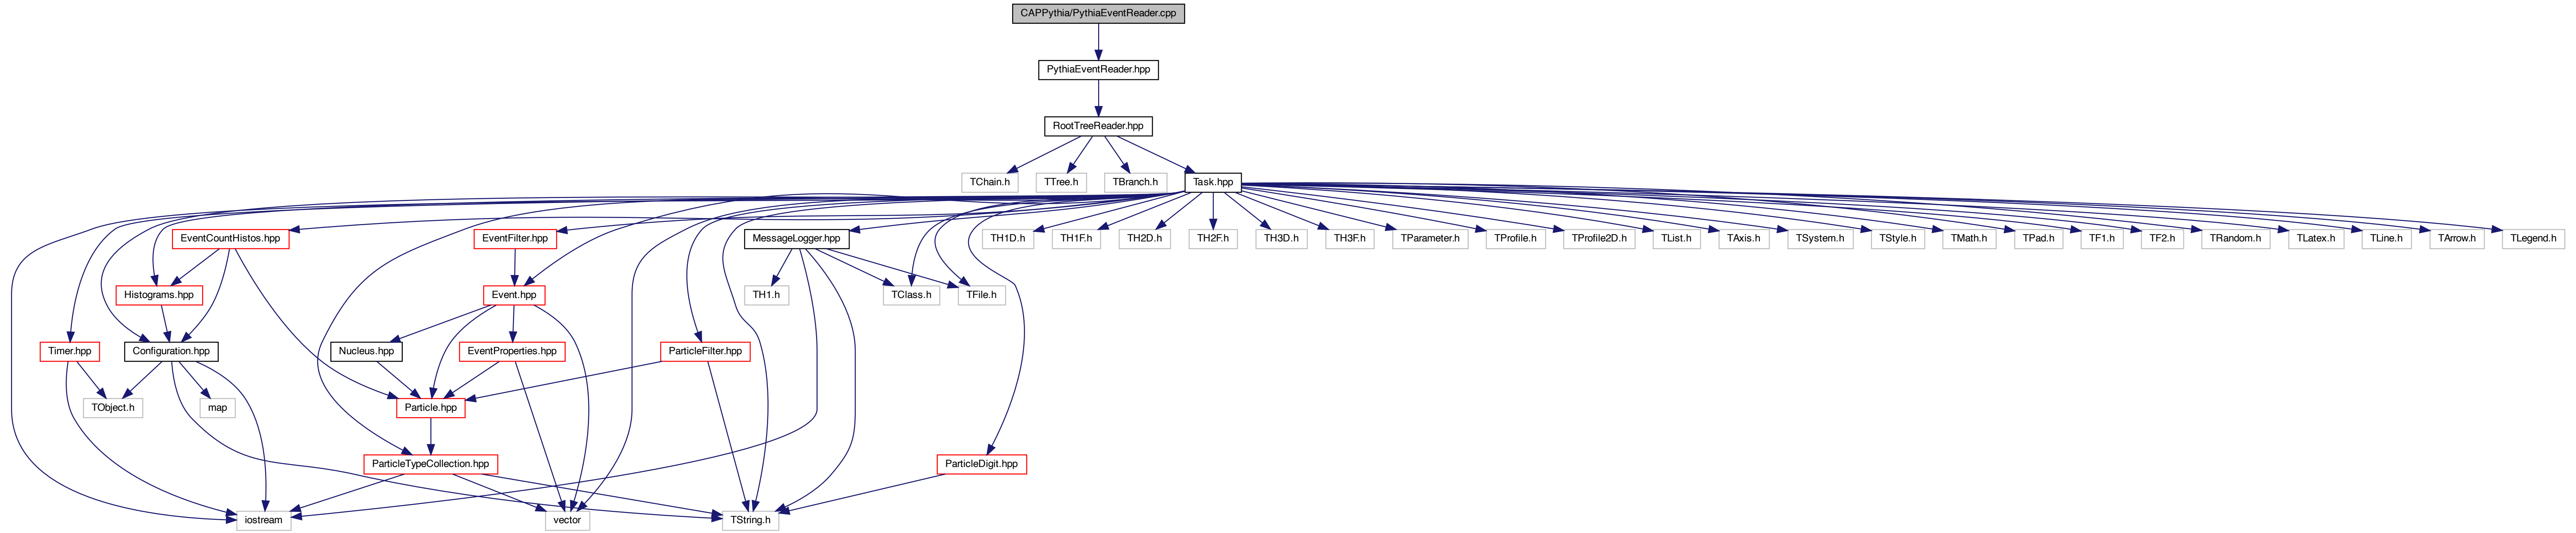 CAPPythia/PythiaEventReader.cpp
PythiaEventReader.hpp
RootTreeReader.hpp
TChain.h
TTree.h
TBranch.h
Task.hpp
EventCountHistos.hpp
EventFilter.hpp
MessageLogger.hpp
TH1D.h
TH1F.h
TH2D.h
TH2F.h
TH3D.h
TH3F.h
TParameter.h
TProfile.h
TProfile2D.h
TList.h
TAxis.h
TSystem.h
TStyle.h
TMath.h
TPad.h
TF1.h
TF2.h
TRandom.h
TLatex.h
TLine.h
TArrow.h
TLegend.h
Histograms.hpp
Event.hpp
TH1.h
TClass.h
TFile.h
Timer.hpp
Configuration.hpp
Nucleus.hpp
EventProperties.hpp
ParticleFilter.hpp
TObject.h
map
Particle.hpp
ParticleTypeCollection.hpp
ParticleDigit.hpp
iostream
vector
TString.h